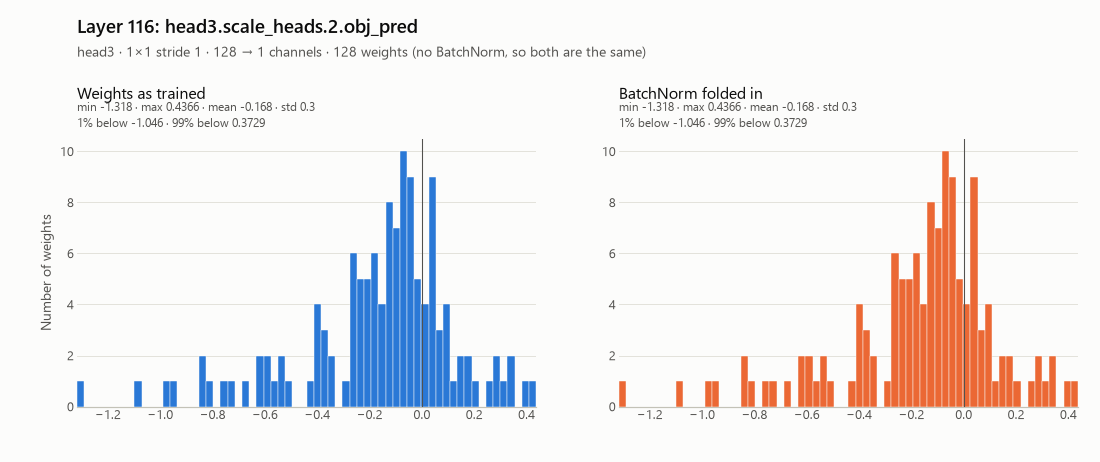 Layer 116: head3.scale_heads.2.obj_pred
head3 · 1×1 stride 1 · 128 → 1 channels · 128 weights (no BatchNorm, so both are the same)
Weights as trained
min -1.318 · max 0.4366 · mean -0.168 · std 0.3
1% below -1.046 · 99% below 0.3729
Number of weights
10
8
6
4
2
0
−1.2 −1.0 −0.8 −0.6 −0.4 −0.2 0.0 0.2 0.4
BatchNorm folded in
min -1.318 · max 0.4366 · mean -0.168 · std 0.3
1% below -1.046 · 99% below 0.3729
10
8
6
4
2
0
−1.2 −1.0 −0.8 −0.6 −0.4 −0.2 0.0 0.2 0.4